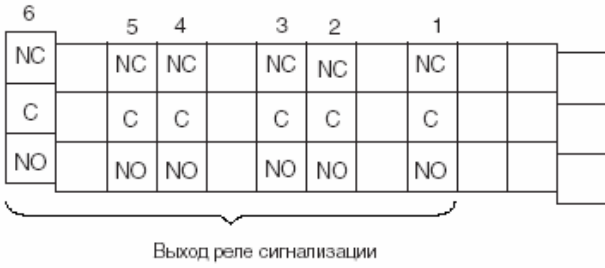 6 5 4 3 2 1
NC NC NC NC NC NC
C C C C C C
NO NO NO NO NO NO
Выход реле сигнализации